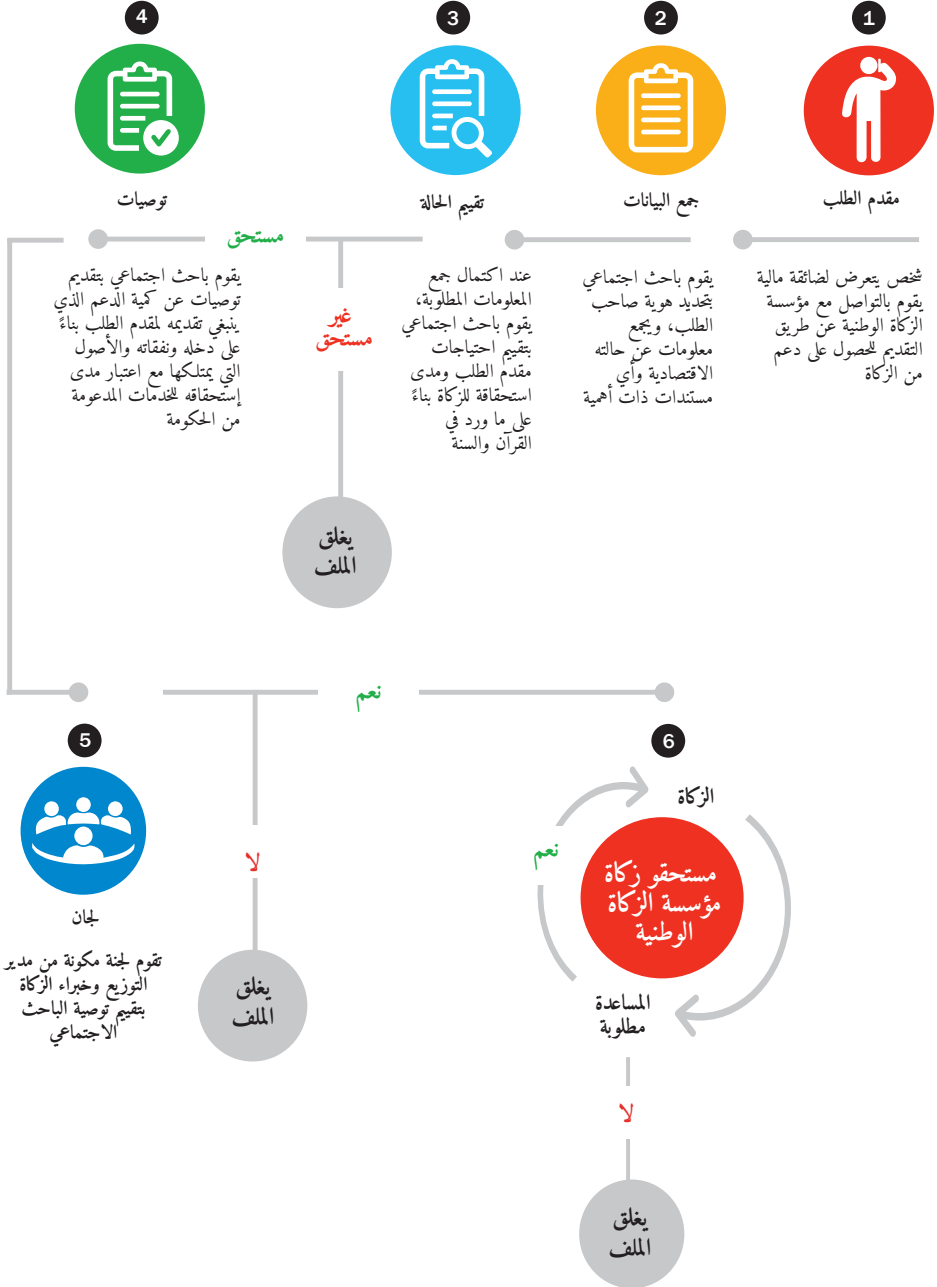 1
مقدم الطلب
شخص يتعرض لضائقة مالية
يقوم بالتواصل مع مؤسسة
الزكاة الوطنية عن طريق
التقديم للحصول على دعم
من الزكاة
2
جمع البيانات
يقوم باحث اجتماعي
بتحديد هوية صاحب
الطلب، ويجمع
معلومات عن حالته
الاقتصادية وأي
مستندات ذات أهمية
3
تقييم الحالة
عند اكتمال جمع
المعلومات المطلوبة،
يقوم باحث اجتماعي
بتقييم احتياجات
مقدم الطلب ومدى
استحقاقة للزكاة بناءً
على ما ورد في
القرآن والسنة
غير
مستحق
يغلق
الملف
مستحق
4
توصيات
يقوم باحث اجتماعي بتقديم
توصيات عن كمية الدعم الذي
ينبغي تقديمه لمقدم الطلب بناءً
على دخله ونفقاته والأصول
التي يمتلكها مع اعتبار مدى
إستحقاقه للخدمات المدعومة
من الحكومة
5
لجان
تقوم لجنة مكونة من مدير
التوزيع وخبراء الزكاة
بتقييم توصية الباحث
الاجتماعي
لا
يغلق
الملف
نعم
6
الزكاة
مستحقو زكاة
مؤسسة الزكاة
الوطنية
نعم
المساعدة
مطلوبة
لا
يغلق
الملف